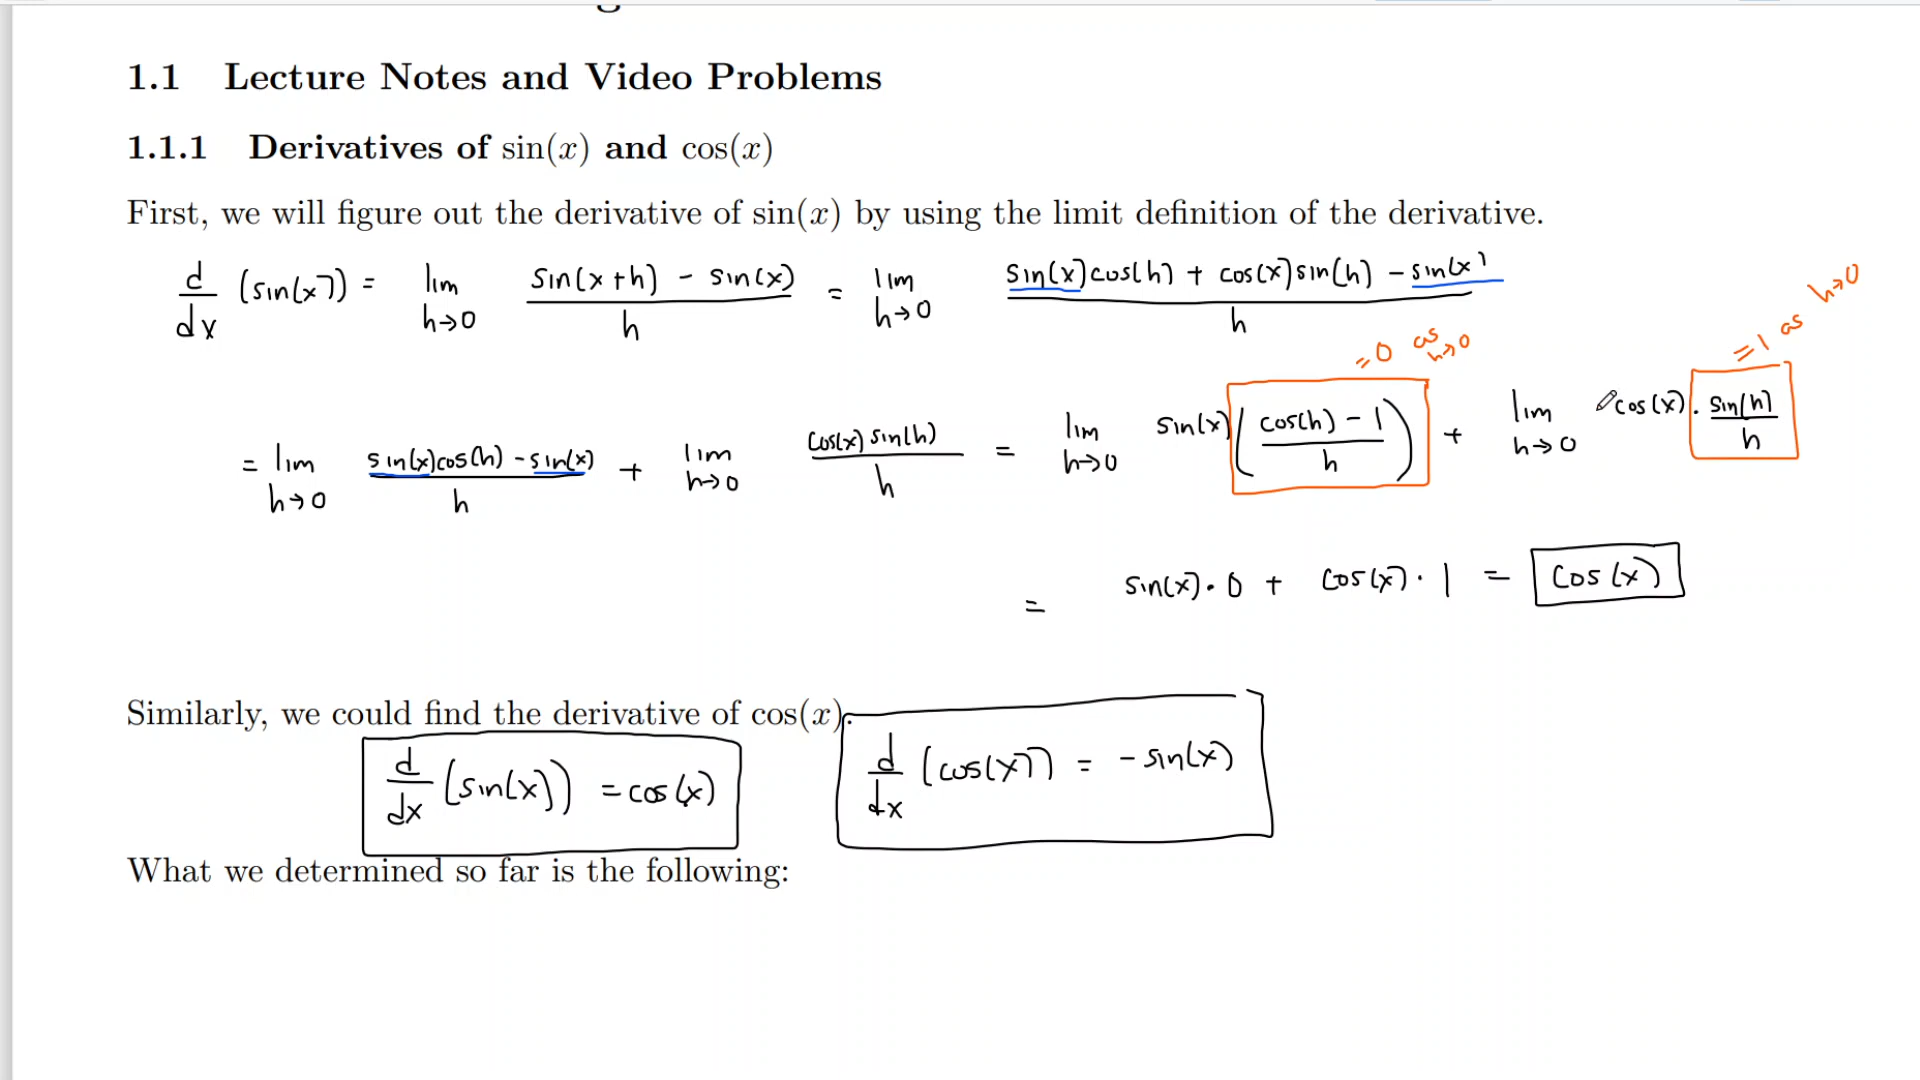 1.1 Lecture Notes and Video Problems
1.1.1 Derivatives of sin(x) and cos(x)
First, we will figure out the derivative of sin(x) by using the limit definition of the derivative.
d/dx (sin(x)) = lim h→0 (sin(x+h) - sin(x))/h = lim h→0 (sin(x)cos(h) + cos(x)sin(h) - sin(x))/h
=0 as h→0
=1 as h→0
= lim h→0 (sin(x)cos(h) - sin(x))/h + lim h→0 (cos(x) sin(h))/h = lim h→0 sin(x) ((cos(h) - 1)/h) + lim h→0 cos(x) · sin(h)/h
= sin(x) · 0 + cos(x) · 1 = cos(x)
Similarly, we could find the derivative of cos(x).
d/dx (sin(x)) = cos(x)
d/dx (cos(x)) = - sin(x)
What we determined so far is the following: